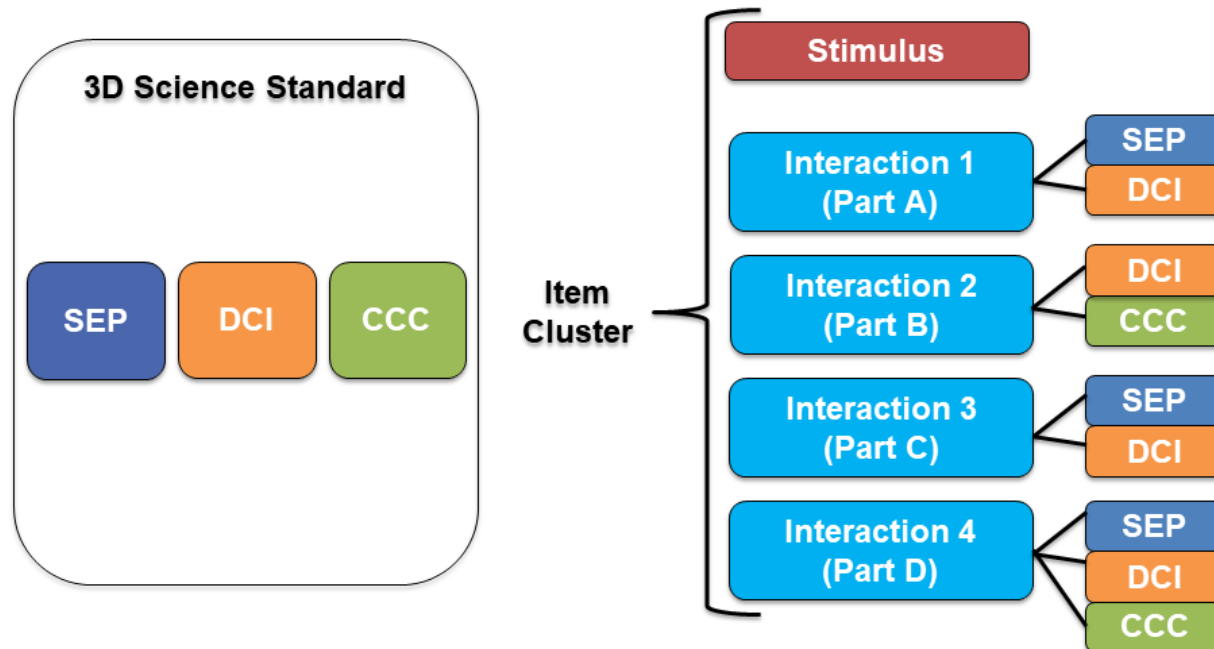 3D Science Standard
SEP
DCI
CCC
Item
Cluster
Stimulus
Interaction 1
(Part A)
SEP
DCI
Interaction 2
(Part B)
DCI
CCC
Interaction 3
(Part C)
SEP
DCI
Interaction 4
(Part D)
SEP
DCI
CCC